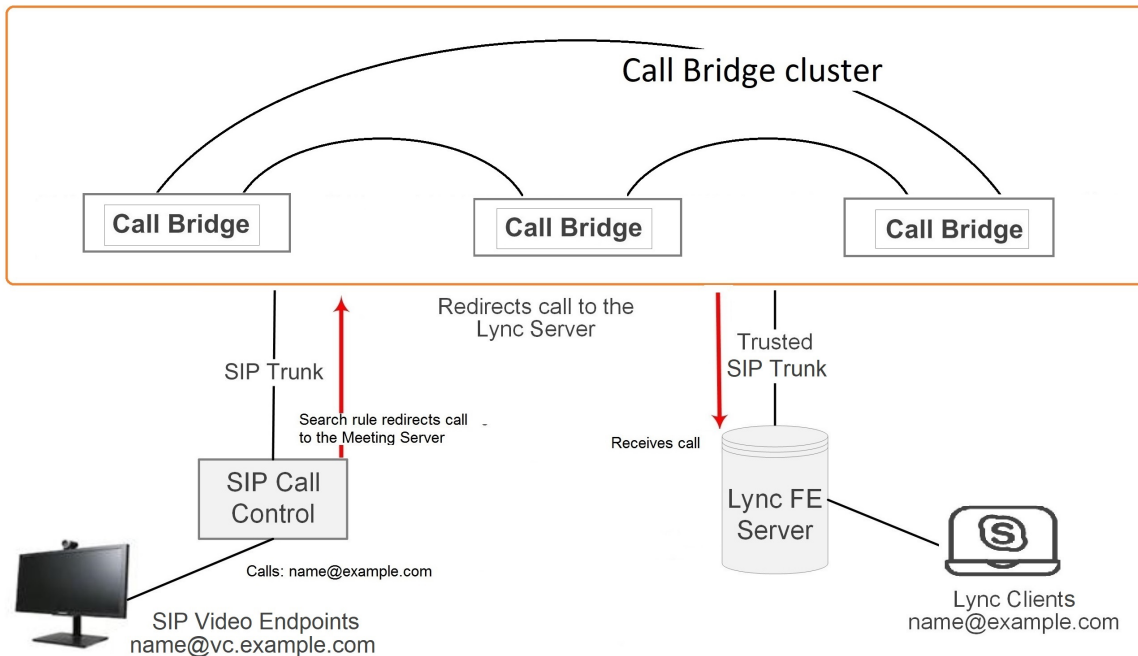 Call Bridge cluster
Call Bridge
Call Bridge
Call Bridge
Redirects call to the
Lync Server
SIP Trunk
Trusted
SIP Trunk
Search rule redirects call
to the Meeting Server
Receives call
SIP Call
Control
Lync FE
Server
S
Calls: name@example.com
SIP Video Endpoints
name@vc.example.com
Lync Clients
name@example.com